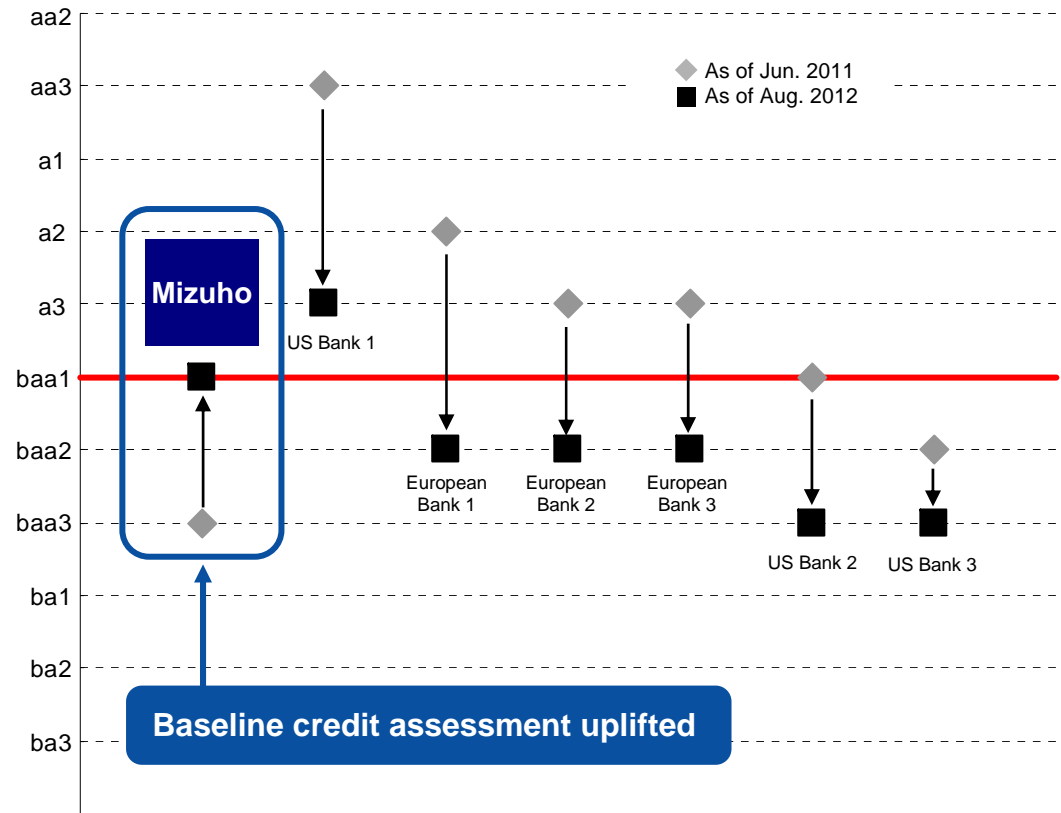 aa2
aa3
a1
a2
a3
baa1
baa2
baa3
ba1
ba2
ba3
As of Jun. 2011
As of Aug. 2012
Mizuho
US Bank 1
European
Bank 1
European
Bank 2
European
Bank 3
US Bank 2
US Bank 3
Baseline credit assessment uplifted